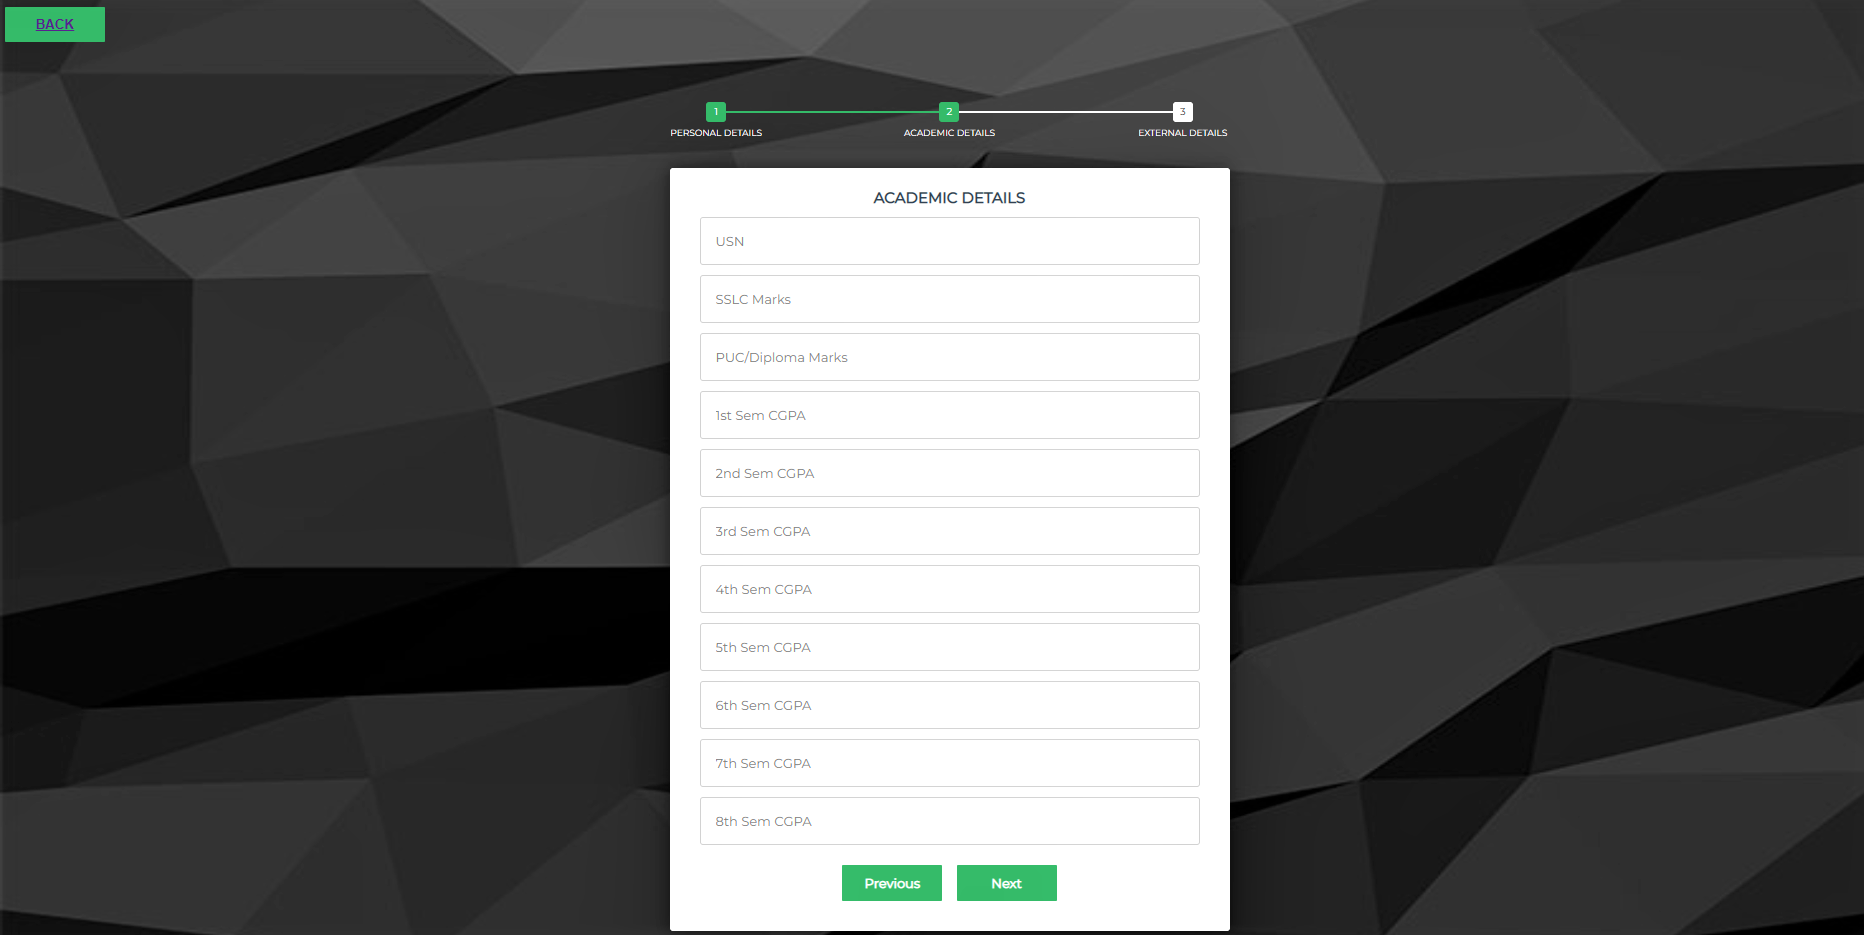 BACK
1
2
3
PERSONAL DETAILS
ACADEMIC DETAILS
EXTERNAL DETAILS
ACADEMIC DETAILS
USN
SSLC Marks
PUC/Diploma Marks
1st Sem CGPA
2nd Sem CGPA
3rd Sem CGPA
4th Sem CGPA
5th Sem CGPA
6th Sem CGPA
7th Sem CGPA
8th Sem CGPA
Previous
Next